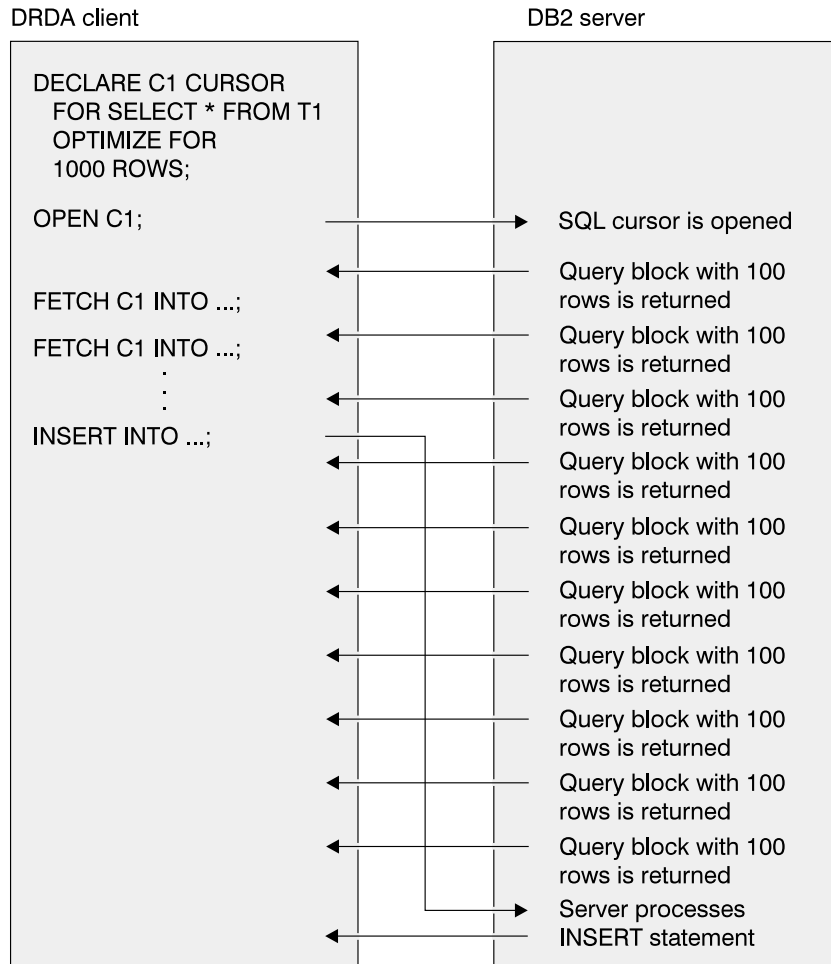 DRDA client
DB2 server
DECLARE C1 CURSOR
FOR SELECT * FROM T1
OPTIMIZE FOR
1000 ROWS;
OPEN C1;
SQL cursor is opened
Query block with 100
rows is returned
FETCH C1 INTO ...;
Query block with 100
rows is returned
FETCH C1 INTO ...;
.
.
.
Query block with 100
rows is returned
INSERT INTO ...;
Query block with 100
rows is returned
Query block with 100
rows is returned
Query block with 100
rows is returned
Query block with 100
rows is returned
Query block with 100
rows is returned
Query block with 100
rows is returned
Query block with 100
rows is returned
Server processes
INSERT statement